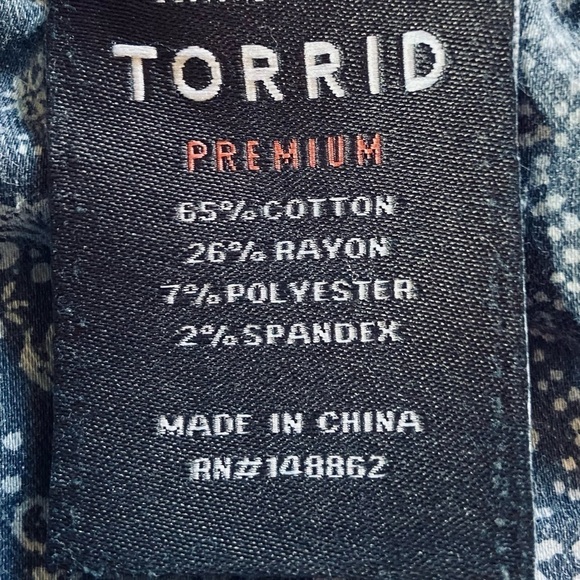 TORRID
PREMIUM
65% COTTON
26% RAYON
7% POLYESTER
2% SPANDEX
MADE IN CHINA
RN#148862